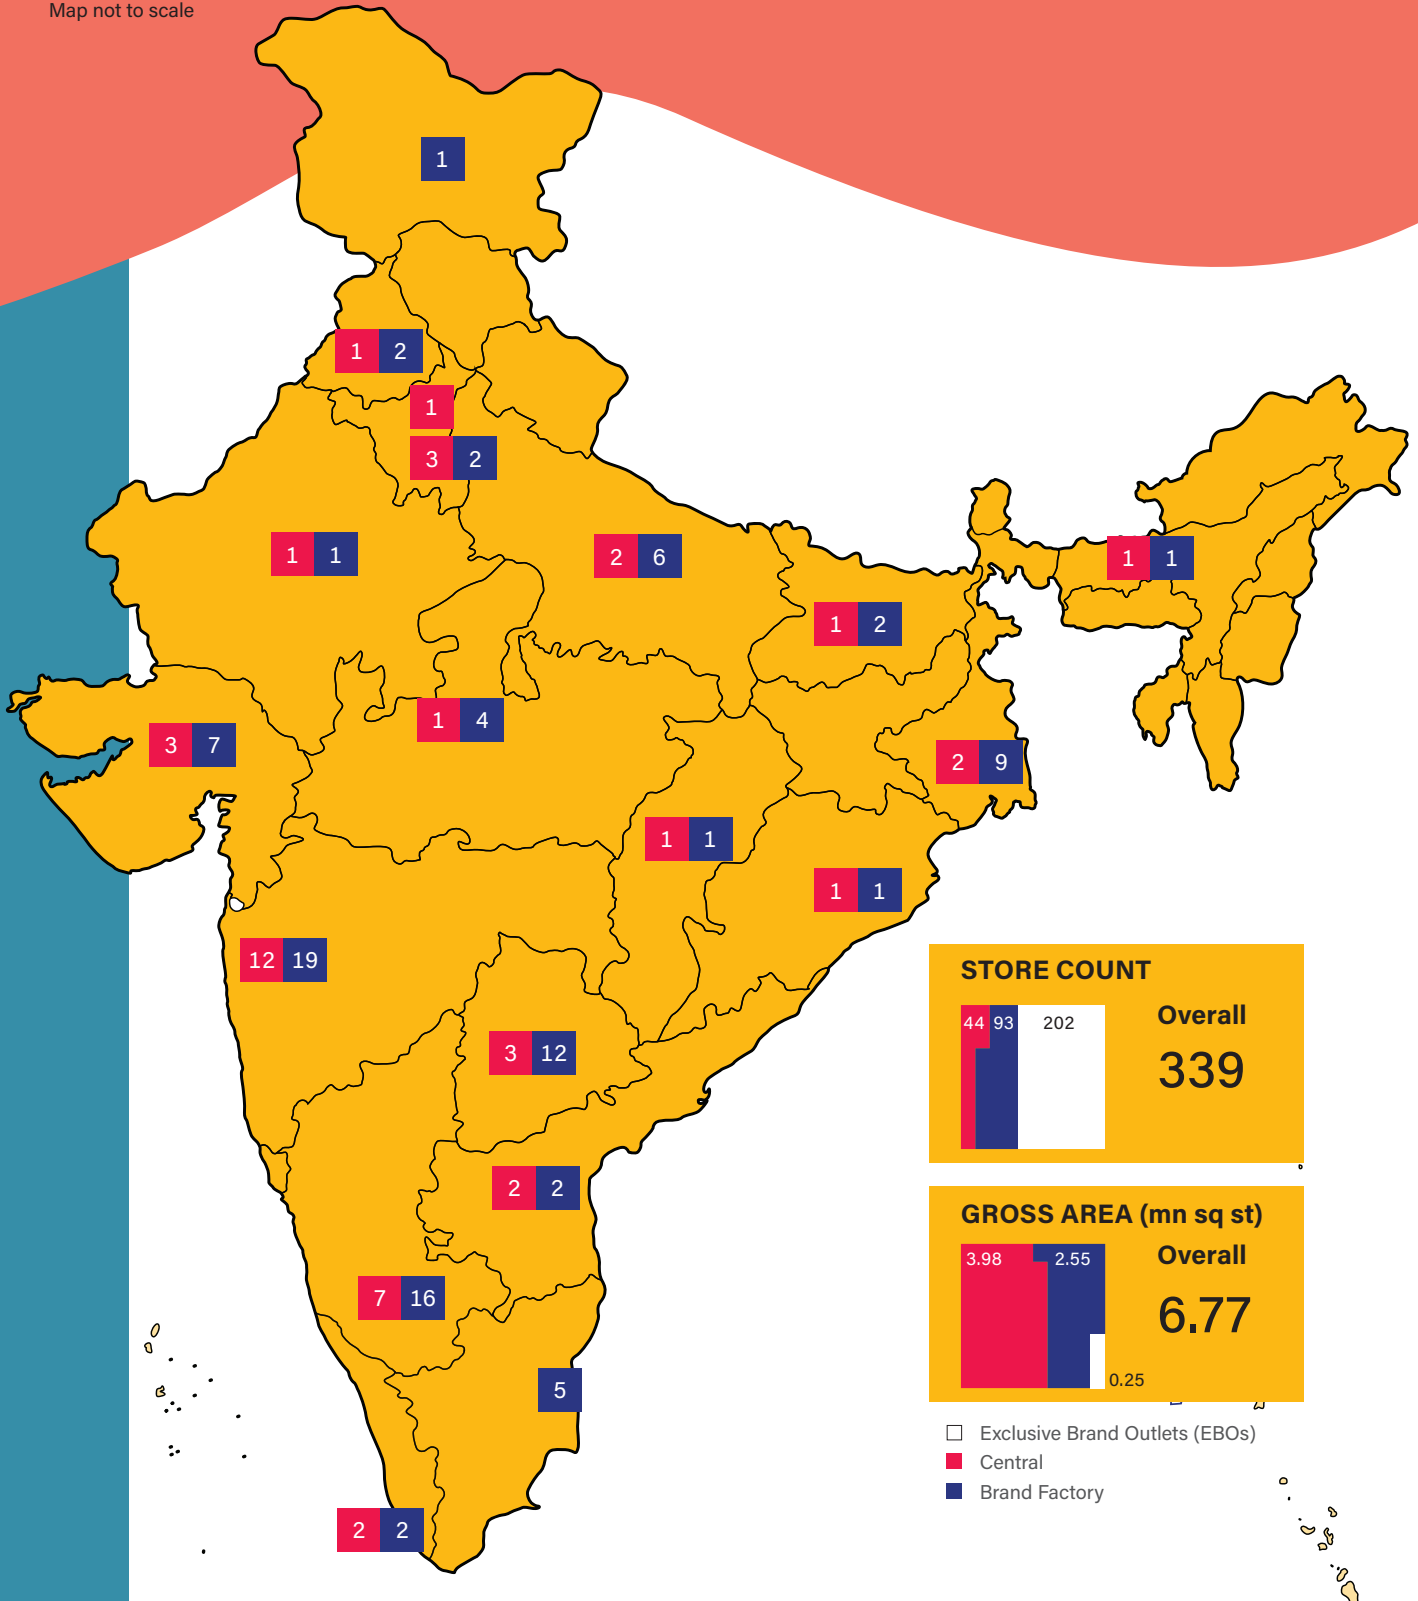 Map not to scale
1
1 2
1
3 2
1 1
2 6
1 1
1 2
1 4
3 7
2 9
1 1
1 1
12 19
STORE COUNT
44 93 202
Overall
339
3 12
2 2
GROSS AREA (mn sq st)
3.98 2.55
Overall
6.77
0.25
7 16
5
Exclusive Brand Outlets (EBOs)
Central
Brand Factory
2 2